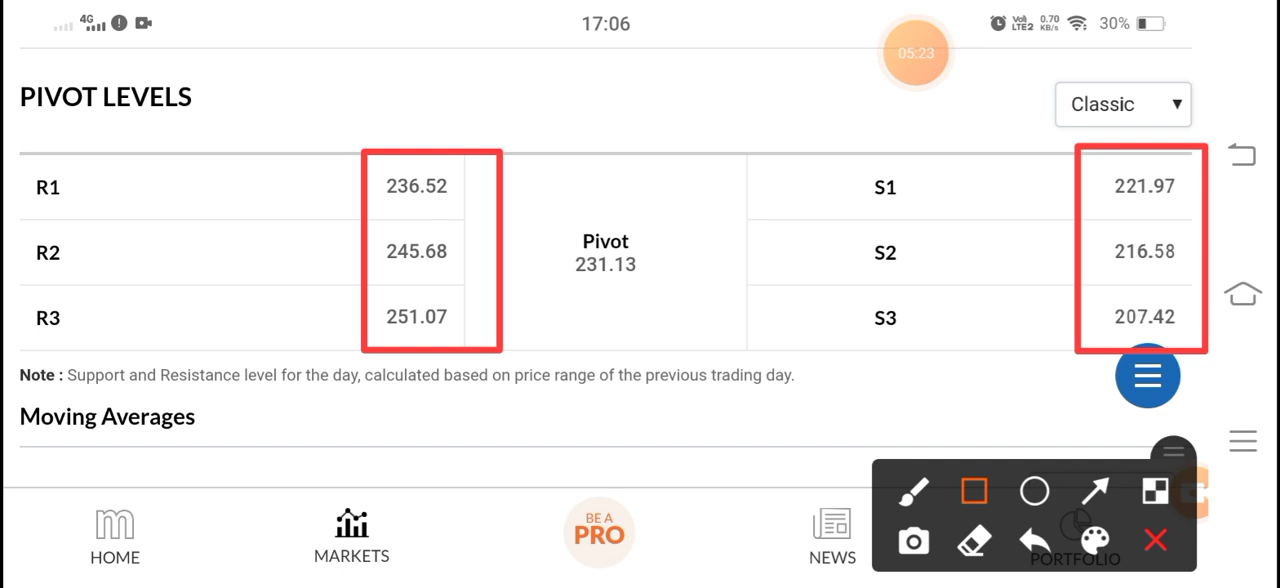 4G 17:06 Vo)) LTE2 0.70 KB/s 30%
05:23
PIVOT LEVELS Classic
R1 236.52 S1 221.97
Pivot
R2 245.68 231.13 S2 216.58
R3 251.07 S3 207.42
Note : Support and Resistance level for the day, calculated based on price range of the previous trading day.
Moving Averages
BE A
PRO
HOME MARKETS NEWS PORTFOLIO